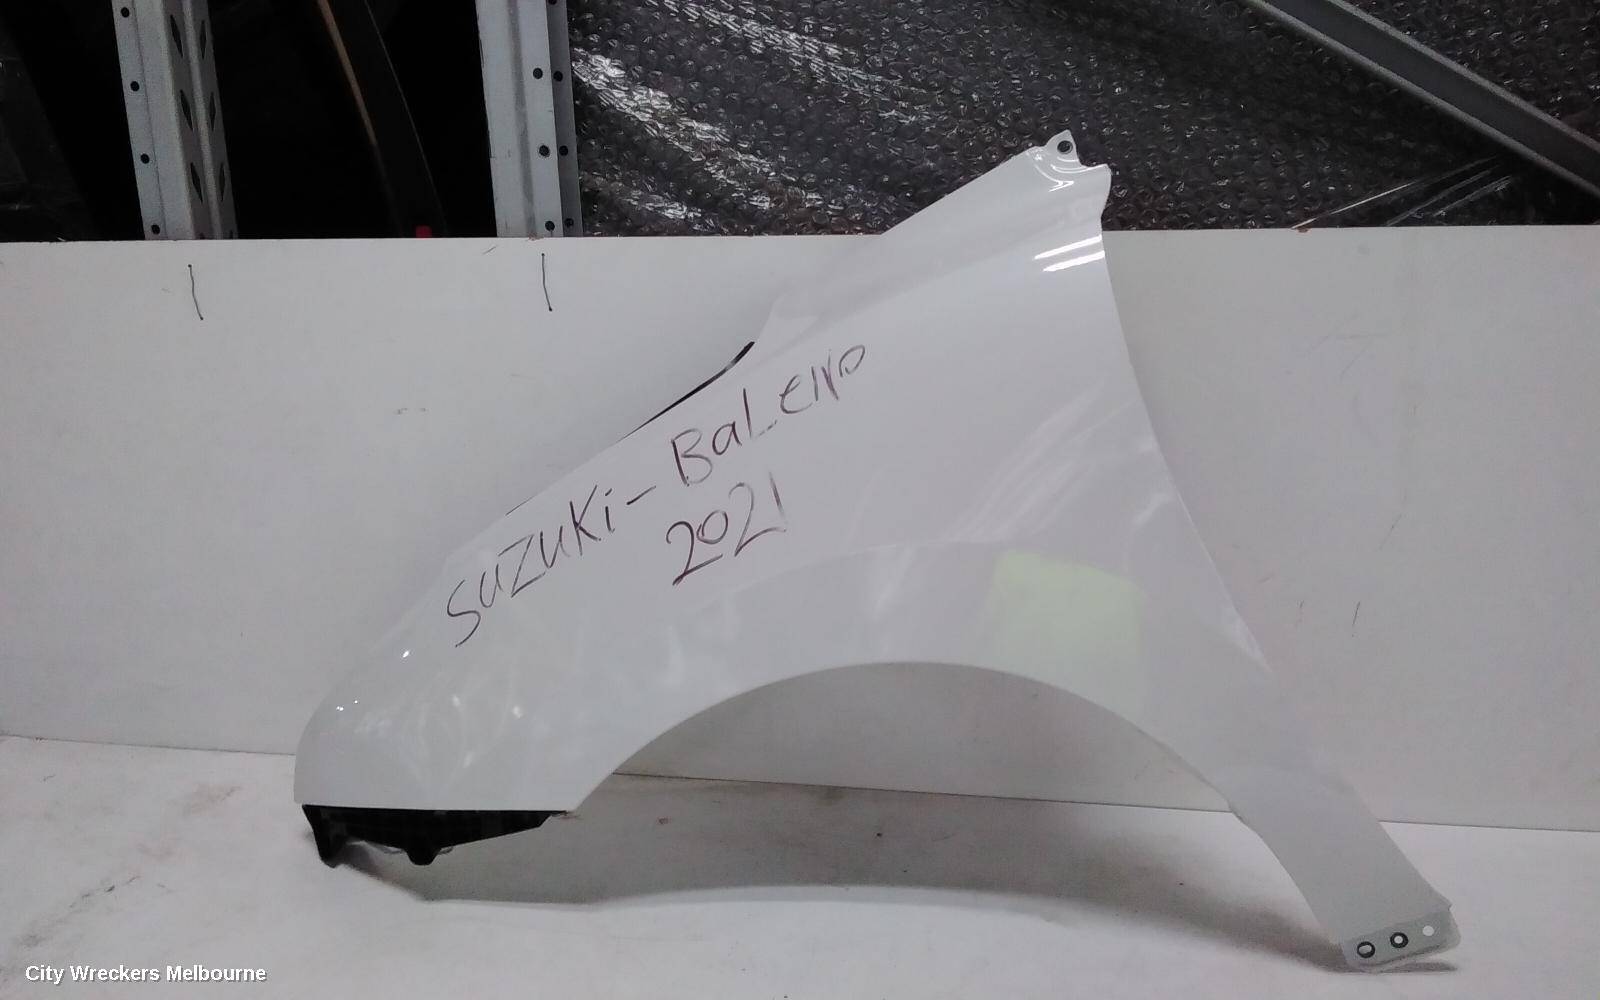 SUZUKi-BaLENO
2021
City Wreckers Melbourne